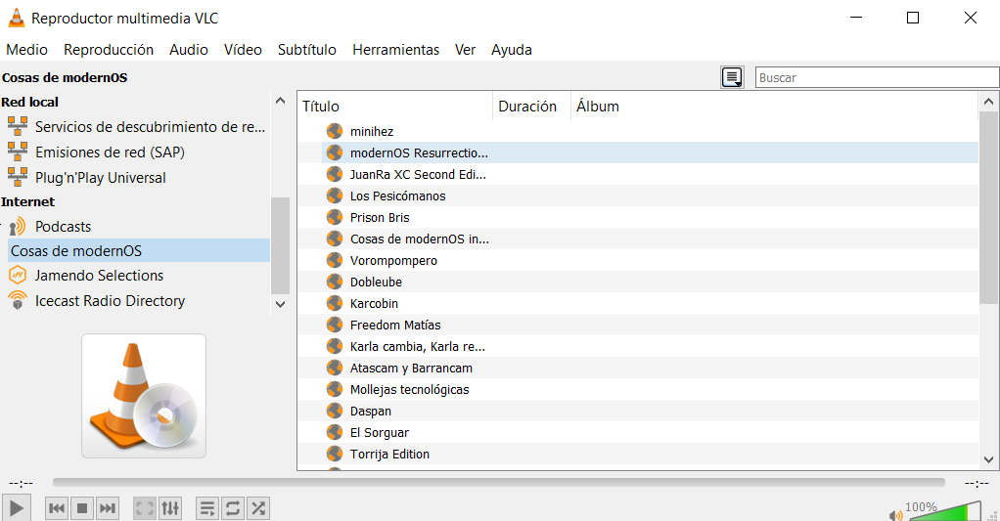 Reproductor multimedia VLC
Medio Reproducción Audio Vídeo Subtítulo Herramientas Ver Ayuda
Cosas de modernOS
Buscar
Red local
Servicios de descubrimiento de re...
Emisiones de red (SAP)
Plug'n'Play Universal
Internet
Podcasts
Cosas de modernOS
Jamendo Selections
Icecast Radio Directory
Título Duración Álbum
minihez
modernOS Resurrectio...
JuanRa XC Second Edi...
Los Pesicómanos
Prison Bris
Cosas de modernOS in...
Vorompompero
Dobleube
Karcobin
Freedom Matías
Karla cambia, Karla re...
Atascam y Barrancam
Mollejas tecnológicas
Daspan
El Sorguar
Torrija Edition
--:-- --:--
100%